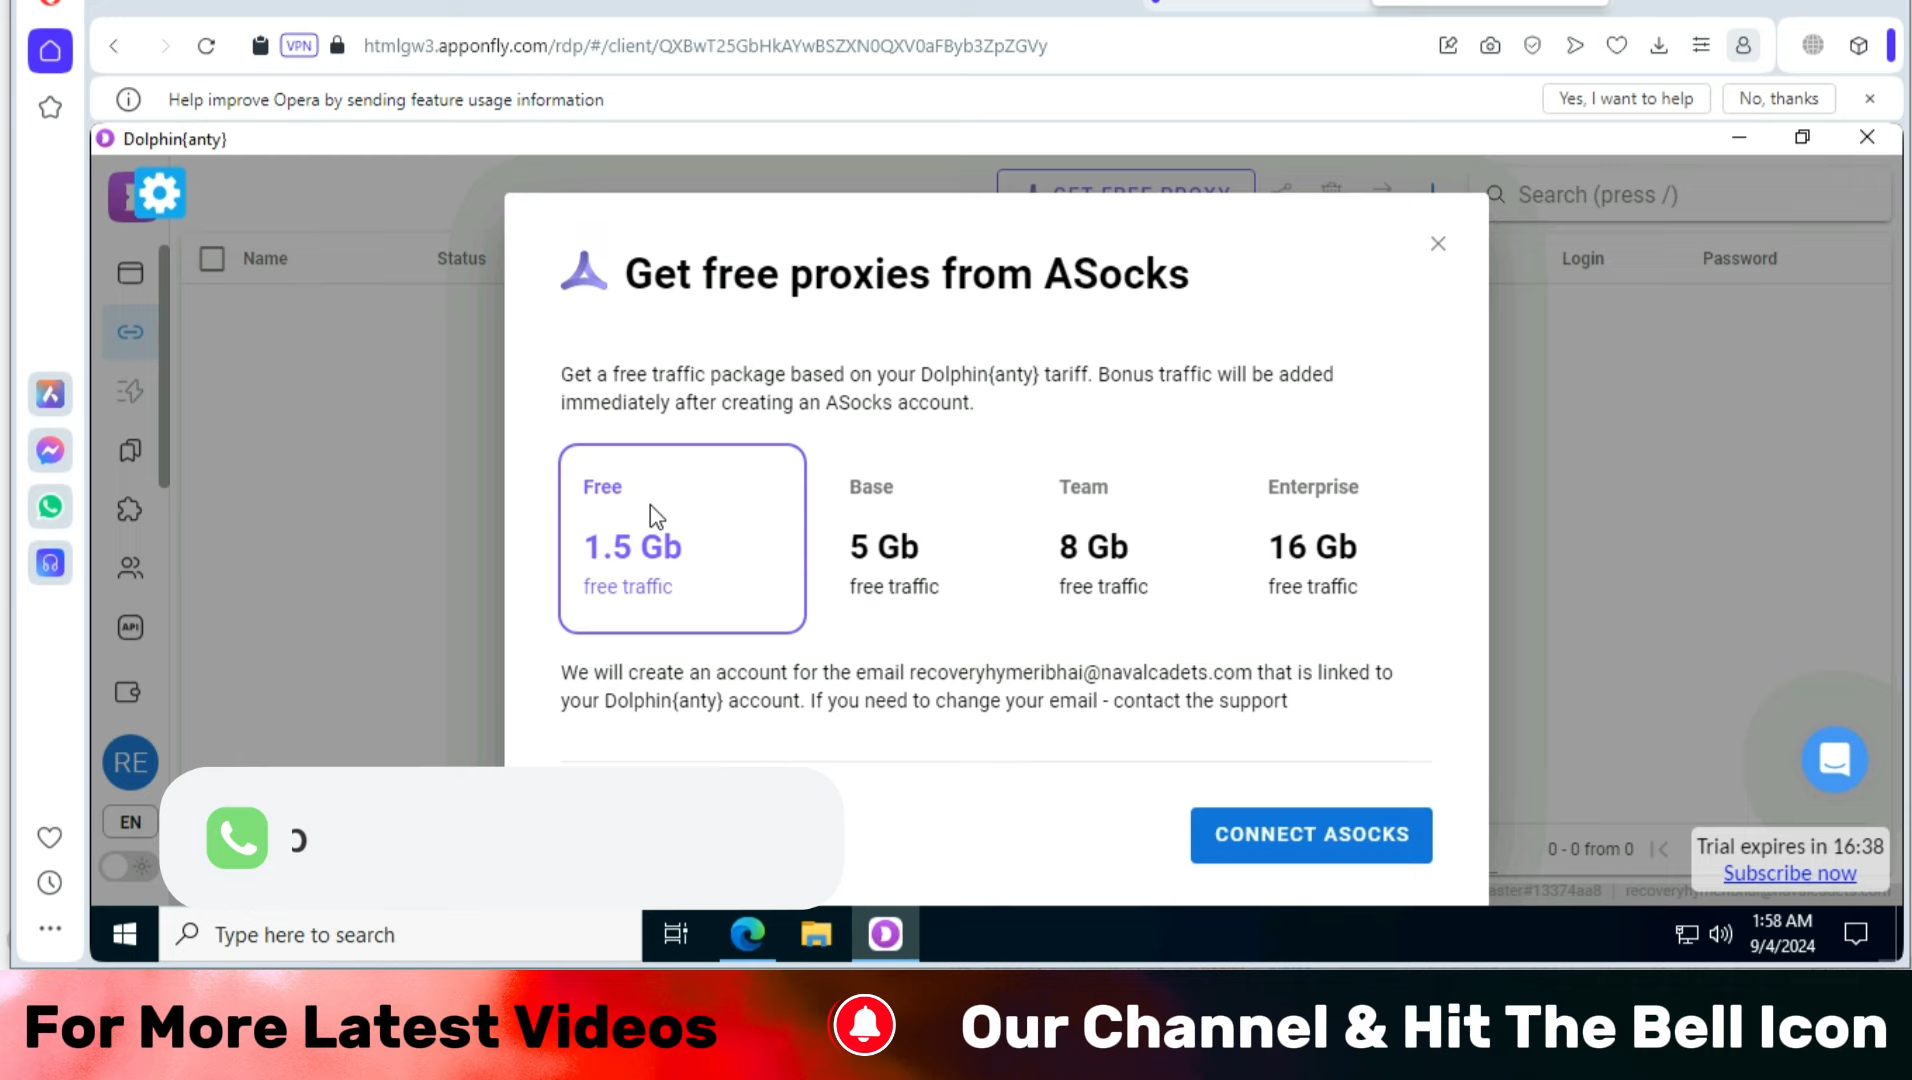 VPN
htmlgw3.apponfly.com/rdp/#/client/QXBwT25GbHkAYwBSZXN0QXV0aFByb3ZpZGVy
Help improve Opera by sending feature usage information
Yes, I want to help
No, thanks
Dolphin{anty}
GET FREE PROXY
Search (press /)
Name
Status
Login
Password
Get free proxies from ASocks
Get a free traffic package based on your Dolphin{anty} tariff. Bonus traffic will be added
immediately after creating an ASocks account.
Free
Base
Team
Enterprise
1.5 Gb
5 Gb
8 Gb
16 Gb
free traffic
free traffic
free traffic
free traffic
We will create an account for the email recoveryhymeribhai@navalcadets.com that is linked to
your Dolphin{anty} account. If you need to change your email - contact the support
API
RE
EN
CONNECT ASOCKS
0 - 0 from 0
Trial expires in 16:38
Subscribe now
Type here to search
1:58 AM
9/4/2024
For More Latest Videos
Our Channel & Hit The Bell Icon